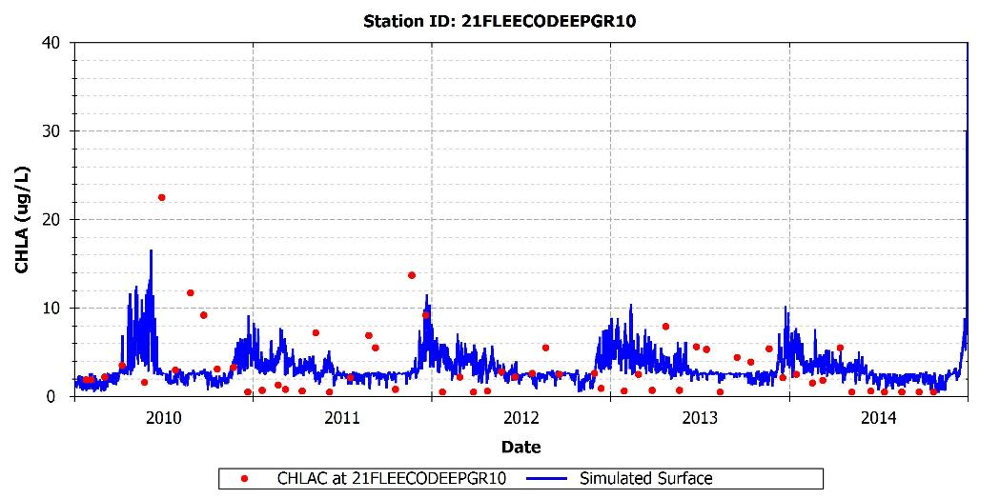 Station ID: 21FLEECODEEPGR10
40
30
20
10
0
CHLA (ug/L)
2010 2011 2012 2013 2014
Date
CHLAC at 21FLEECODEEPGR10 Simulated Surface